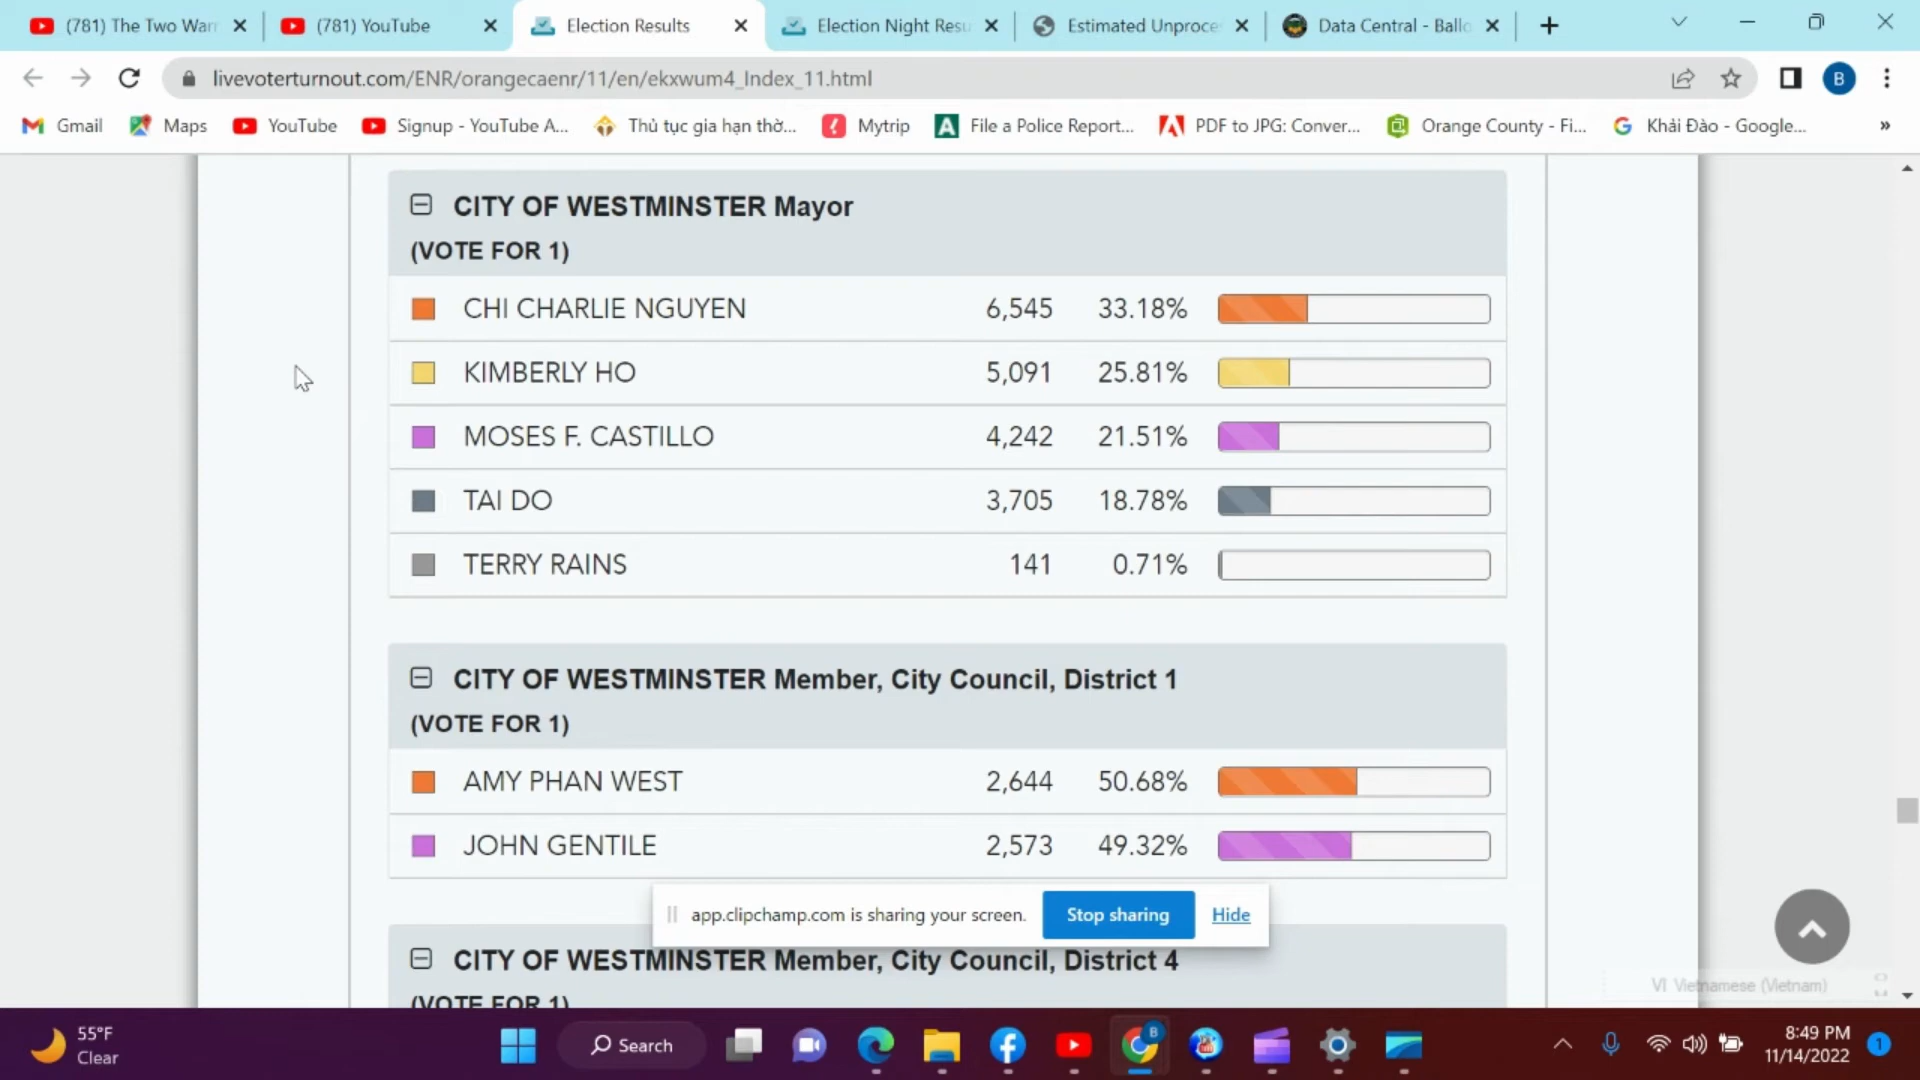 (781) The Two Warr
(781) YouTube
Election Results
Election Night Resu
Estimated Unproce
Data Central - Ballo
livevoterturnout.com/ENR/orangecaenr/11/en/ekxwum4_Index_11.html
B
Gmail
Maps
YouTube
Signup - YouTube A...
Thủ tục gia hạn thờ...
Mytrip
File a Police Report...
PDF to JPG: Conver...
Orange County - Fi...
Khải Đào - Google...
CITY OF WESTMINSTER Mayor
(VOTE FOR 1)
CHI CHARLIE NGUYEN 6,545 33.18%
KIMBERLY HO 5,091 25.81%
MOSES F. CASTILLO 4,242 21.51%
TAI DO 3,705 18.78%
TERRY RAINS 141 0.71%
CITY OF WESTMINSTER Member, City Council, District 1
(VOTE FOR 1)
AMY PHAN WEST 2,644 50.68%
JOHN GENTILE 2,573 49.32%
app.clipchamp.com is sharing your screen. Stop sharing Hide
CITY OF WESTMINSTER Member, City Council, District 4
(VOTE FOR 1)
VI Vietnamese (Vietnam)
55°F
Clear
Search
B
8:49 PM
11/14/2022
1